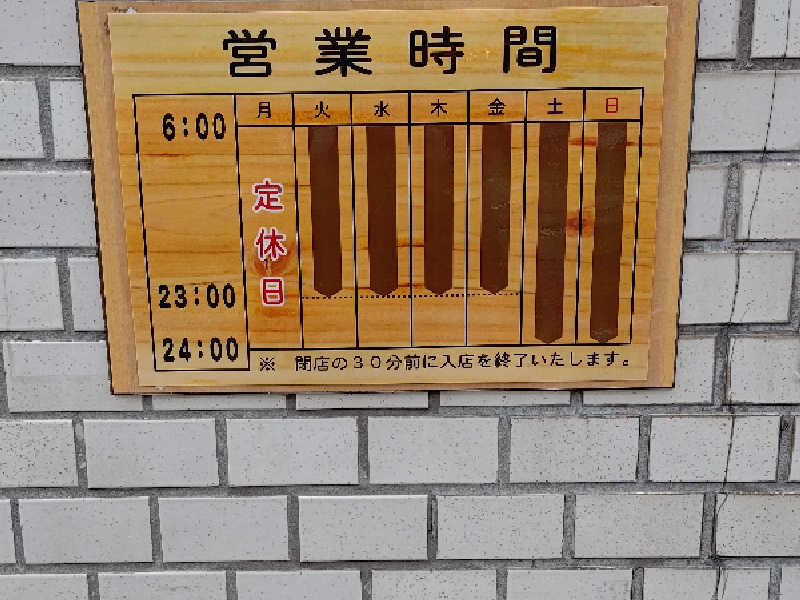 営業時間
6:00 月 火 水 木 金 土 日
定休日
23:00
24:00
※ 閉店の30分前に入店を終了いたします。